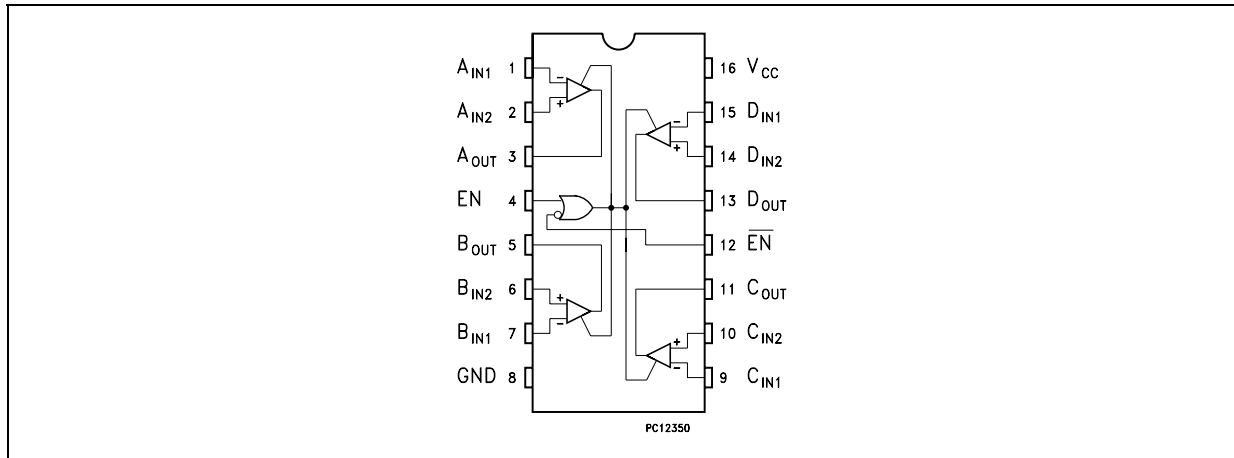 A_IN1 1 - 16 V_CC
A_IN2 2 + - 15 D_IN1
A_OUT 3 + 14 D_IN2
EN 4 13 D_OUT
B_OUT 5 12 E̅N̅
B_IN2 6 + 11 C_OUT
B_IN1 7 - + 10 C_IN2
GND 8 - 9 C_IN1
PC12350